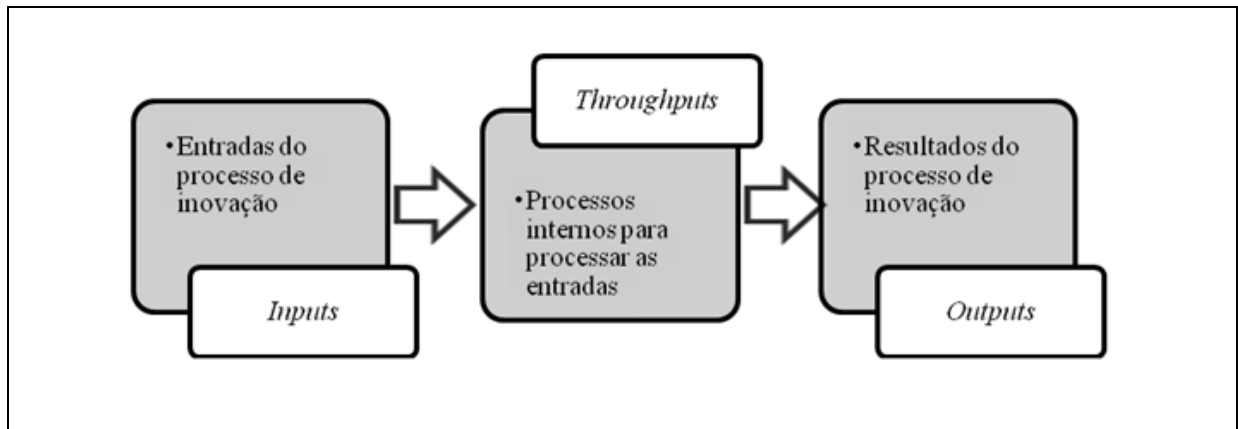 •Entradas do
processo de
inovação
Inputs
Throughputs
•Processos
internos para
processar as
entradas
•Resultados do
processo de
inovação
Outputs